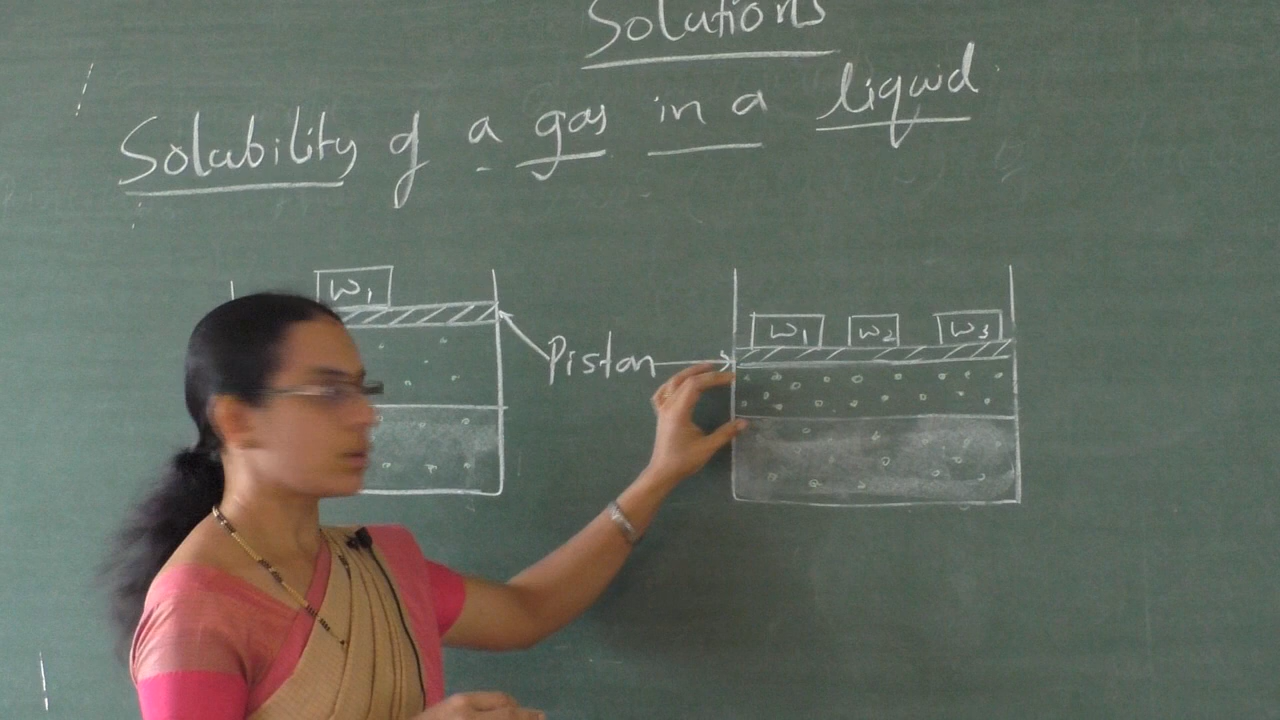 Solutions
Solubility of a gas in a liquid
W1
W1 W2 W3
Piston